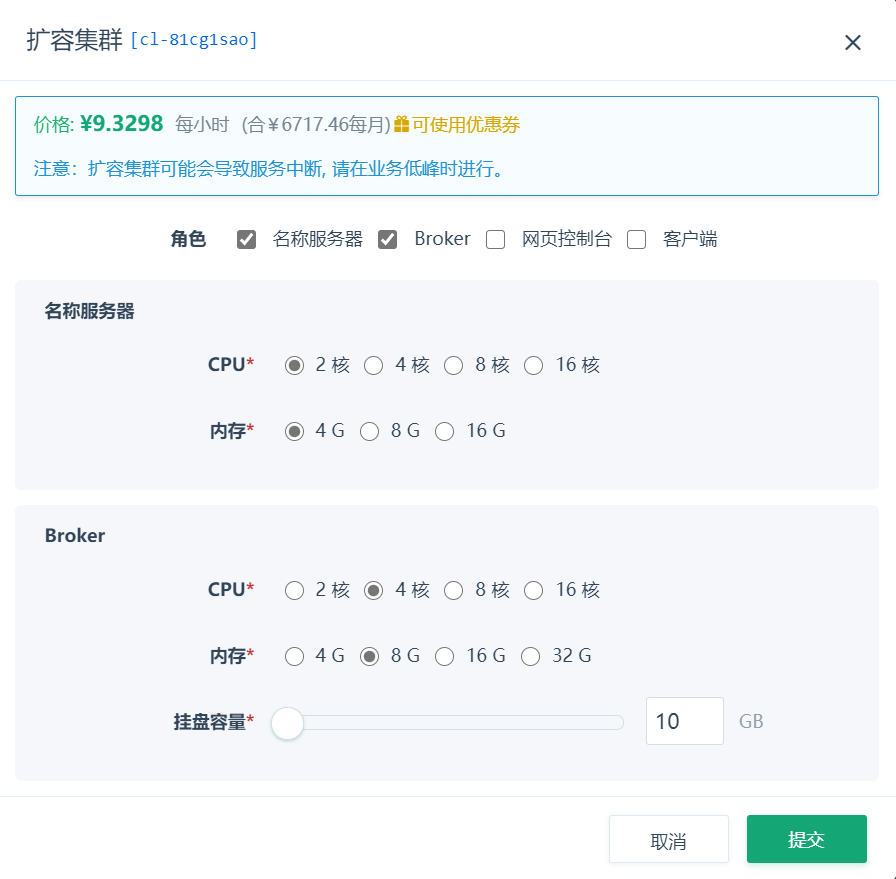 扩容集群 [cl-81cg1sao]
价格: ¥9.3298 每小时 (合￥6717.46每月) 可使用优惠券
注意：扩容集群可能会导致服务中断, 请在业务低峰时进行。
角色 名称服务器 Broker 网页控制台 客户端
名称服务器
CPU* 2 核 4 核 8 核 16 核
内存* 4 G 8 G 16 G
Broker
CPU* 2 核 4 核 8 核 16 核
内存* 4 G 8 G 16 G 32 G
挂盘容量* 10 GB
取消 提交